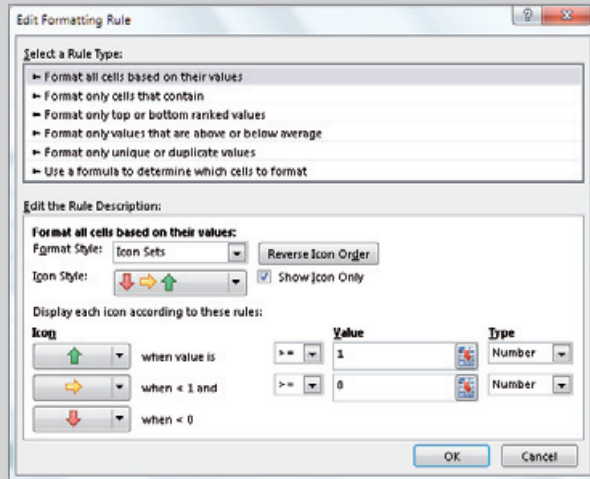 Edit Formatting Rule
Select a Rule Type:
► Format all cells based on their values
► Format only cells that contain
► Format only top or bottom ranked values
► Format only values that are above or below average
► Format only unique or duplicate values
► Use a formula to determine which cells to format
Edit the Rule Description:
Format all cells based on their values:
Format Style: Icon Sets Reverse Icon Order
Icon Style: Show Icon Only
Display each icon according to these rules:
Icon Value Type
when value is >= 1 Number
when < 1 and >= 0 Number
when < 0
OK Cancel